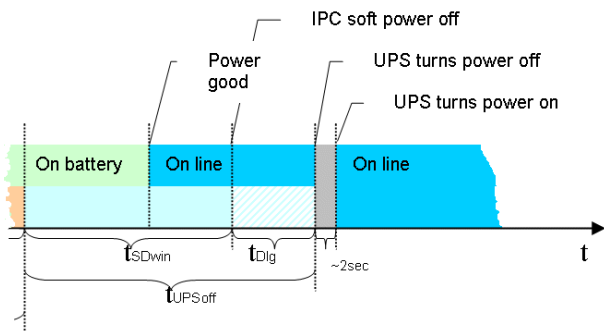 IPC soft power off
Power
good
UPS turns power off
UPS turns power on
On battery
On line
On line
tSDwin
tDlg
~2sec
t
tUPSoff